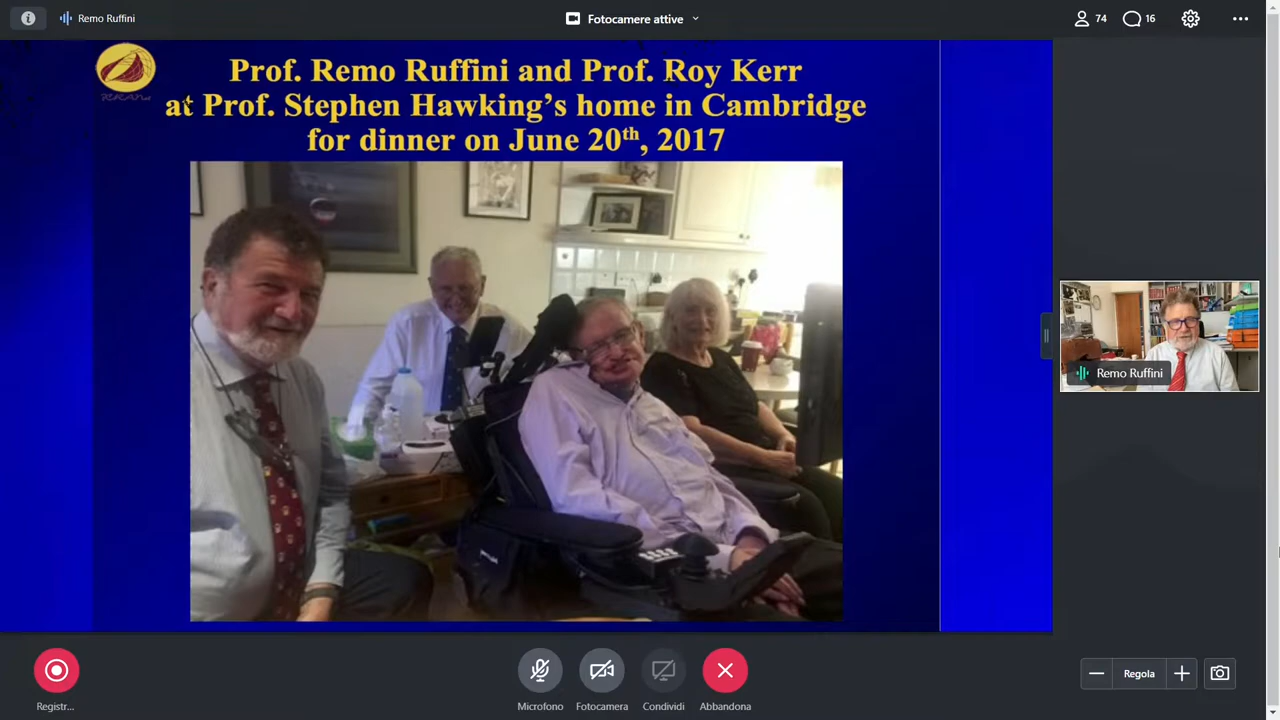 Remo Ruffini
Fotocamere attive
74
16
Prof. Remo Ruffini and Prof. Roy Kerr
at Prof. Stephen Hawking's home in Cambridge
for dinner on June 20th, 2017
Remo Ruffini
Registr...
Microfono
Fotocamera
Condividi
Abbandona
Regola